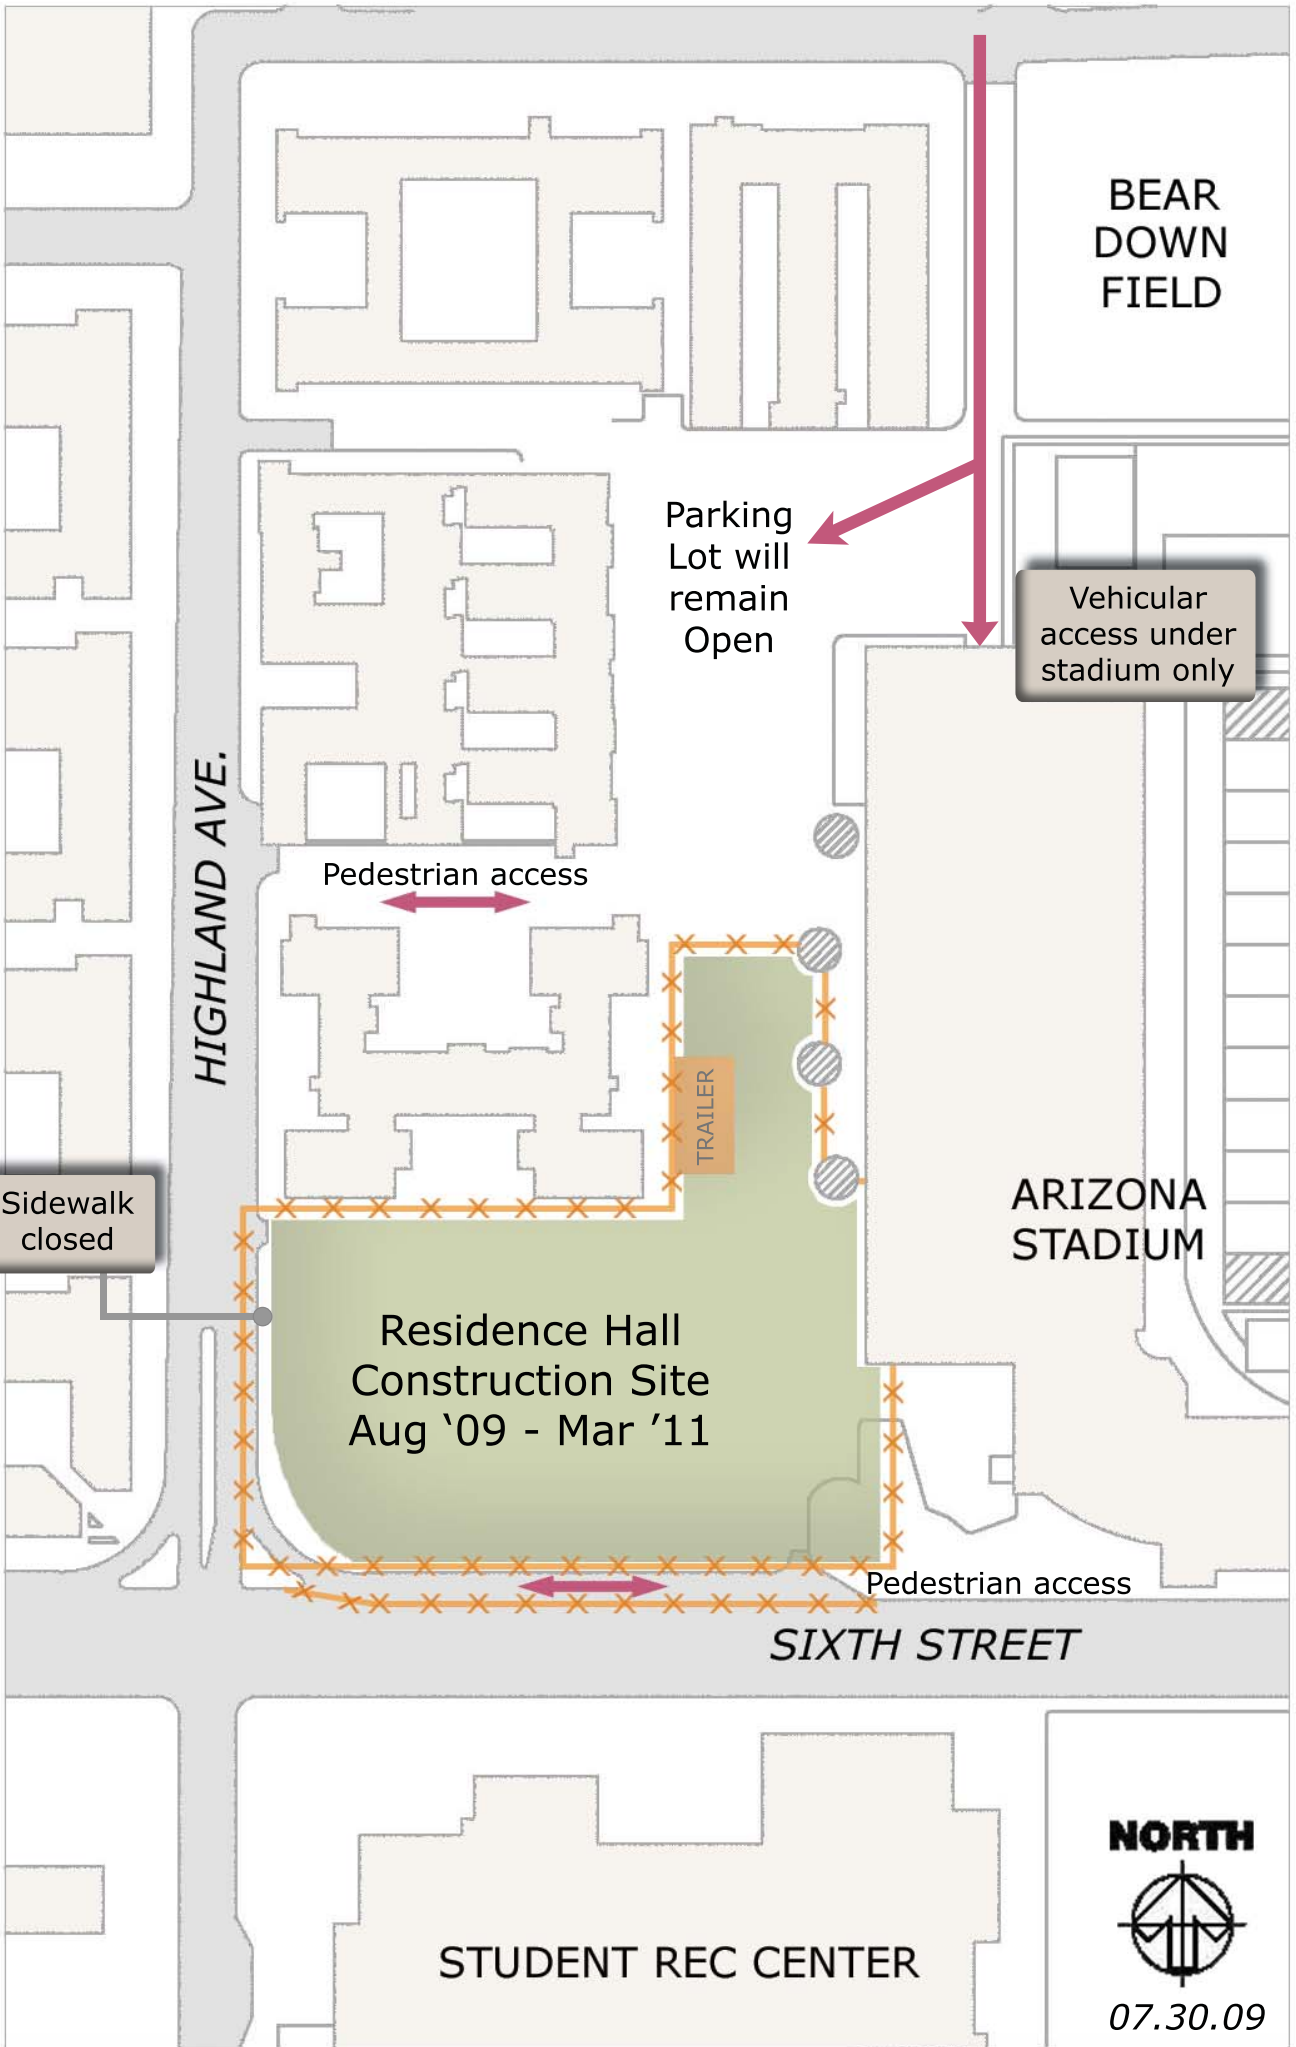 BEAR
DOWN
FIELD
Parking
Lot will
remain
Open
Vehicular
access under
stadium only
HIGHLAND AVE.
Pedestrian access
TRAILER
Sidewalk
closed
ARIZONA
STADIUM
Residence Hall
Construction Site
Aug ‘09 - Mar ’11
Pedestrian access
SIXTH STREET
NORTH
STUDENT REC CENTER
07.30.09